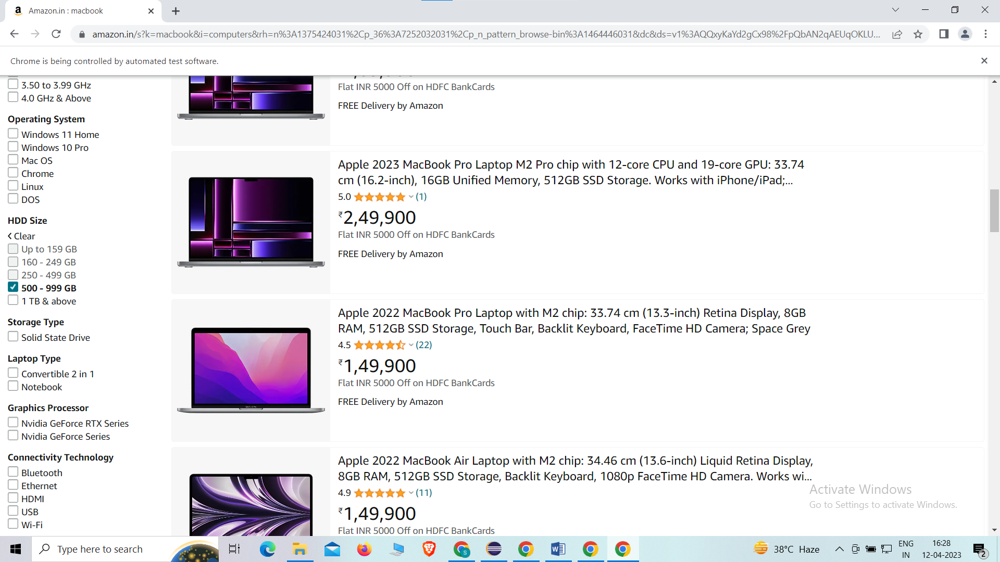 Amazon.in : macbook
amazon.in/s?k=macbook&i=computers&rh=n%3A1375424031%2Cp_36%3A7252032031%2Cp_n_pattern_browse-bin%3A1464446031&dc&ds=v1%3AQQxyKaYd2gCx98%2FpQbAN2qAEUqOKLU...
Chrome is being controlled by automated test software.
3.50 to 3.99 GHz
4.0 GHz & Above
Operating System
Windows 11 Home
Windows 10 Pro
Mac OS
Chrome
Linux
DOS
HDD Size
Clear
Up to 159 GB
160 - 249 GB
250 - 499 GB
500 - 999 GB
1 TB & above
Storage Type
Solid State Drive
Laptop Type
Convertible 2 in 1
Notebook
Graphics Processor
Nvidia GeForce RTX Series
Nvidia GeForce Series
Connectivity Technology
Bluetooth
Ethernet
HDMI
USB
Wi-Fi
Flat INR 5000 Off on HDFC BankCards
FREE Delivery by Amazon
Apple 2023 MacBook Pro Laptop M2 Pro chip with 12-core CPU and 19-core GPU: 33.74
cm (16.2-inch), 16GB Unified Memory, 512GB SSD Storage. Works with iPhone/iPad;...
5.0 (1)
₹2,49,900
Flat INR 5000 Off on HDFC BankCards
FREE Delivery by Amazon
Apple 2022 MacBook Pro Laptop with M2 chip: 33.74 cm (13.3-inch) Retina Display, 8GB
RAM, 512GB SSD Storage, Touch Bar, Backlit Keyboard, FaceTime HD Camera; Space Grey
4.5 (22)
₹1,49,900
Flat INR 5000 Off on HDFC BankCards
FREE Delivery by Amazon
Apple 2022 MacBook Air Laptop with M2 chip: 34.46 cm (13.6-inch) Liquid Retina Display,
8GB RAM, 512GB SSD Storage, Backlit Keyboard, 1080p FaceTime HD Camera. Works wi...
4.9 (11)
₹1,49,900
Flat INR 5000 Off on HDFC BankCards
Activate Windows
Go to Settings to activate Windows.
Type here to search
S
W
38°C Haze
ENG
IN
16:28
12-04-2023
2